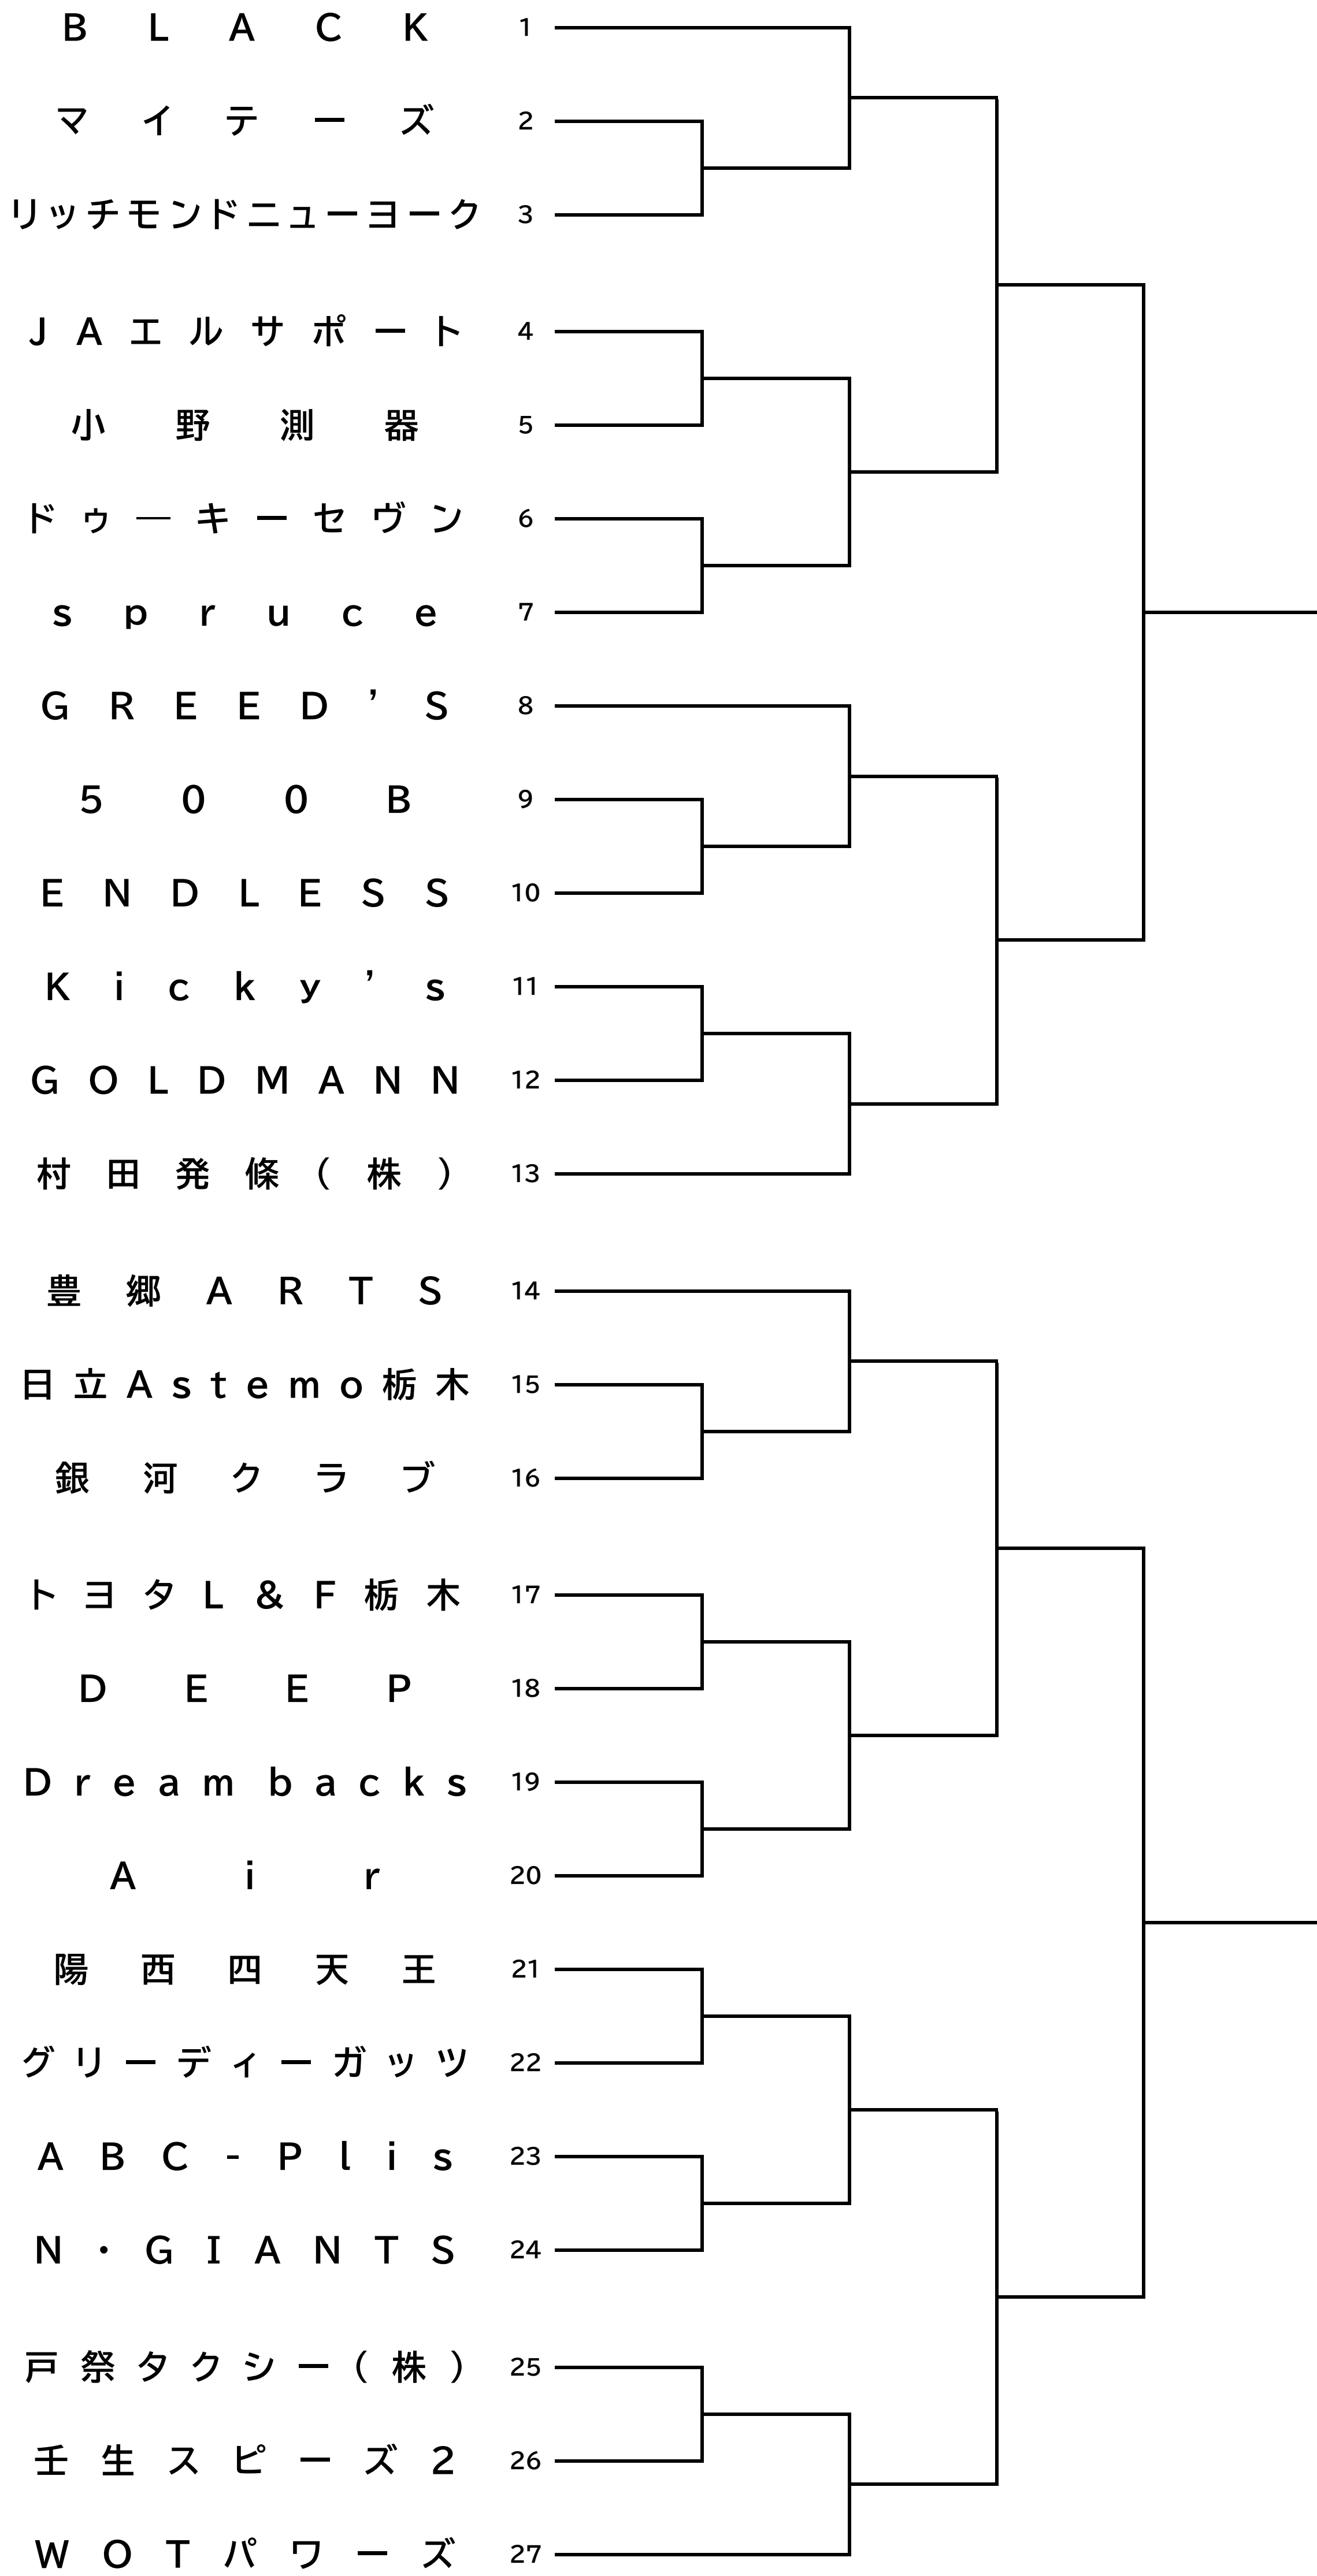 BLACK 1
マイテーズ 2
リッチモンドニューヨーク 3
JAエルサポート 4
小野測器 5
ドゥ―キーセヴン 6
spruce 7
GREED’S 8
500B 9
ENDLESS 10
Kicky’s 11
GOLDMANN 12
村田発條(株) 13
豊郷ARTS 14
日立Astemo栃木 15
銀河クラブ 16
トヨタL&F栃木 17
DEEP 18
Dreambacks 19
Air 20
陽西四天王 21
グリーディーガッツ 22
ABC-Plis 23
N・GIANTS 24
戸祭タクシー(株) 25
壬生スピーズ2 26
WOTパワーズ 27